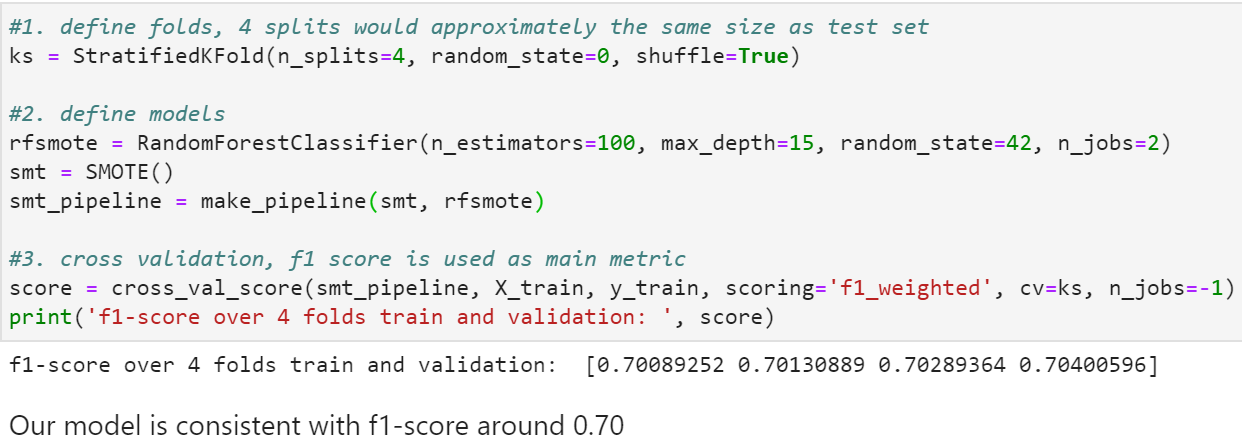 #1. define folds, 4 splits would approximately the same size as test set
ks = StratifiedKFold(n_splits=4, random_state=0, shuffle=True)
#2. define models
rfsmote = RandomForestClassifier(n_estimators=100, max_depth=15, random_state=42, n_jobs=2)
smt = SMOTE()
smt_pipeline = make_pipeline(smt, rfsmote)
#3. cross validation, f1 score is used as main metric
score = cross_val_score(smt_pipeline, X_train, y_train, scoring='f1_weighted', cv=ks, n_jobs=-1)
print('f1-score over 4 folds train and validation: ', score)
f1-score over 4 folds train and validation:  [0.70089252 0.70130889 0.70289364 0.70400596]
Our model is consistent with f1-score around 0.70